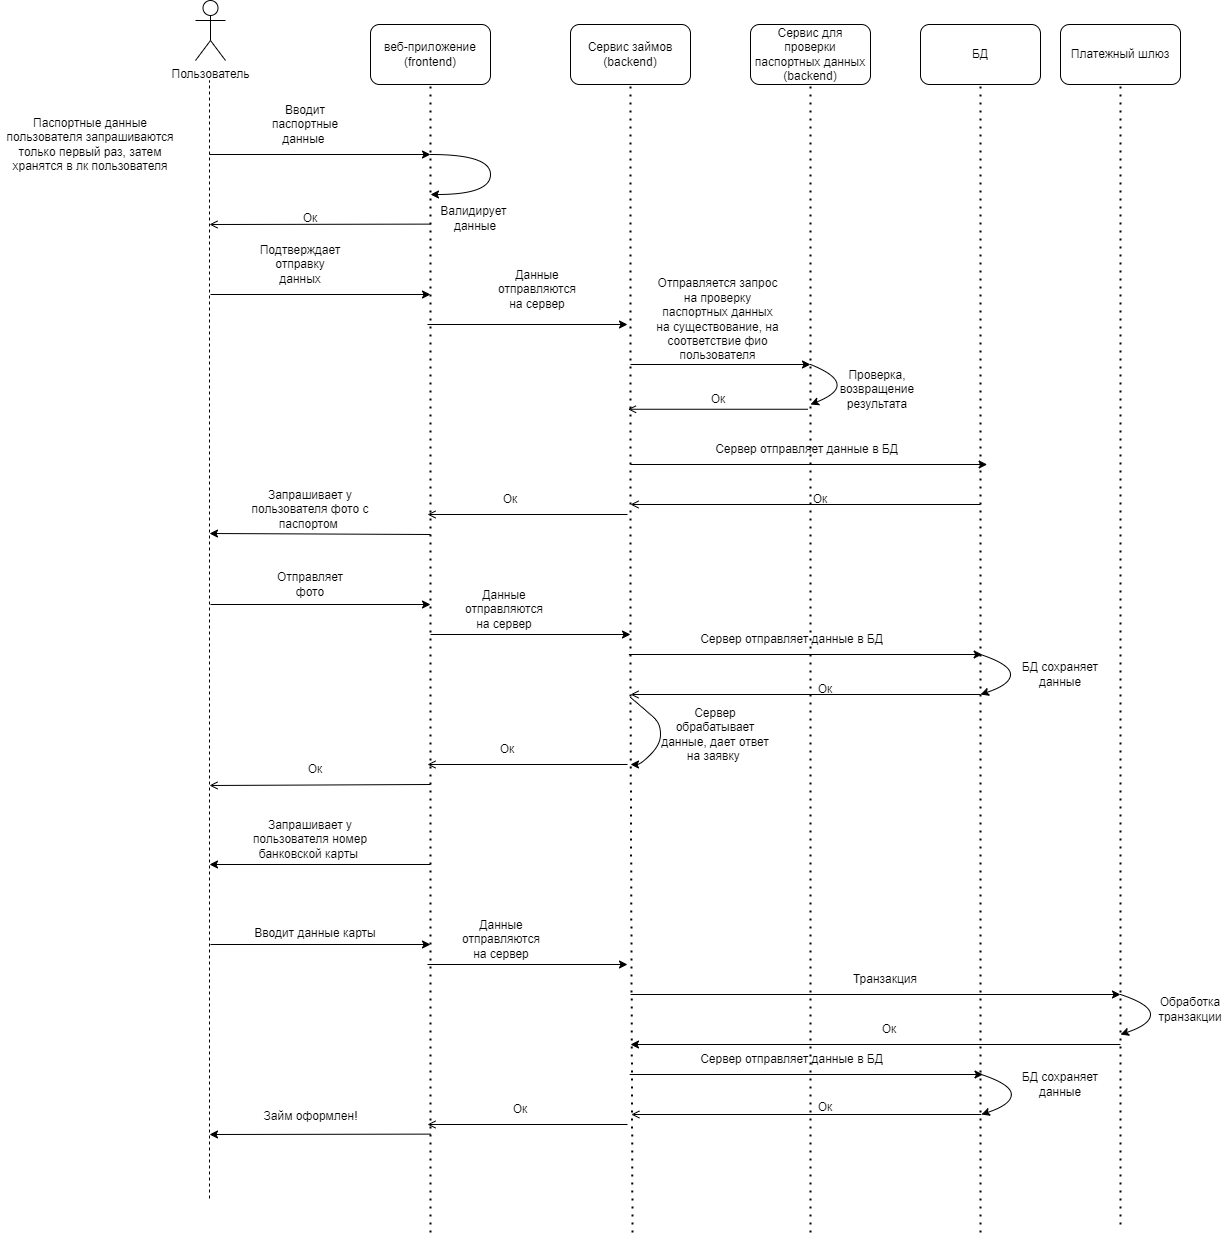 Пользователь
веб-приложение
(frontend)
Сервис займов
(backend)
Сервис для
проверки
паспортных данных
(backend)
БД
Платежный шлюз
Паспортные данные
пользователя запрашиваются
только первый раз, затем
хранятся в лк пользователя
Вводит
паспортные
данные
Валидирует
данные
Ок
Подтверждает
отправку
данных
Данные
отправляются
на сервер
Отправляется запрос
на проверку
паспортных данных
на существование, на
соответствие фио
пользователя
Проверка,
возвращение
результата
Ок
Сервер отправляет данные в БД
Ок
Ок
Запрашивает у
пользователя фото с
паспортом
Отправляет
фото
Данные
отправляются
на сервер
Сервер отправляет данные в БД
БД сохраняет
данные
Ок
Сервер
обрабатывает
данные, дает ответ
на заявку
Ок
Ок
Запрашивает у
пользователя номер
банковской карты
Вводит данные карты
Данные
отправляются
на сервер
Транзакция
Обработка
транзакции
Ок
Сервер отправляет данные в БД
БД сохраняет
данные
Ок
Ок
Займ оформлен!